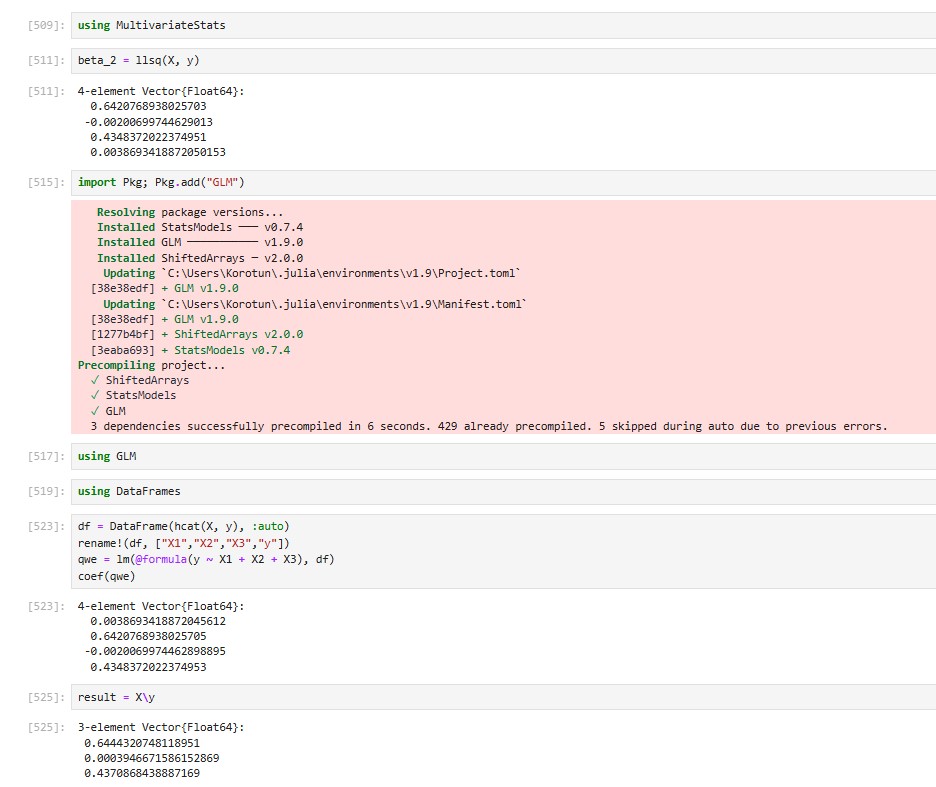 [509]: using MultivariateStats
[511]: beta_2 = llsq(X, y)
[511]: 4-element Vector{Float64}:
0.6420768938025703
-0.00200699744629013
0.4348372022374951
0.0038693418872050153
[515]: import Pkg; Pkg.add("GLM")
Resolving package versions...
Installed StatsModels ── v0.7.4
Installed GLM ────────── v1.9.0
Installed ShiftedArrays ─ v2.0.0
Updating `C:\Users\Korotun\.julia\environments\v1.9\Project.toml`
[38e38edf] + GLM v1.9.0
Updating `C:\Users\Korotun\.julia\environments\v1.9\Manifest.toml`
[38e38edf] + GLM v1.9.0
[1277b4bf] + ShiftedArrays v2.0.0
[3eaba693] + StatsModels v0.7.4
Precompiling project...
✓ ShiftedArrays
✓ StatsModels
✓ GLM
3 dependencies successfully precompiled in 6 seconds. 429 already precompiled. 5 skipped during auto due to previous errors.
[517]: using GLM
[519]: using DataFrames
[523]: df = DataFrame(hcat(X, y), :auto)
rename!(df, ["X1","X2","X3","y"])
qwe = lm(@formula(y ~ X1 + X2 + X3), df)
coef(qwe)
[523]: 4-element Vector{Float64}:
0.0038693418872045612
0.6420768938025705
-0.0020069974462898895
0.4348372022374953
[525]: result = X\y
[525]: 3-element Vector{Float64}:
0.6444320748118951
0.0003946671586152869
0.4370868438887169